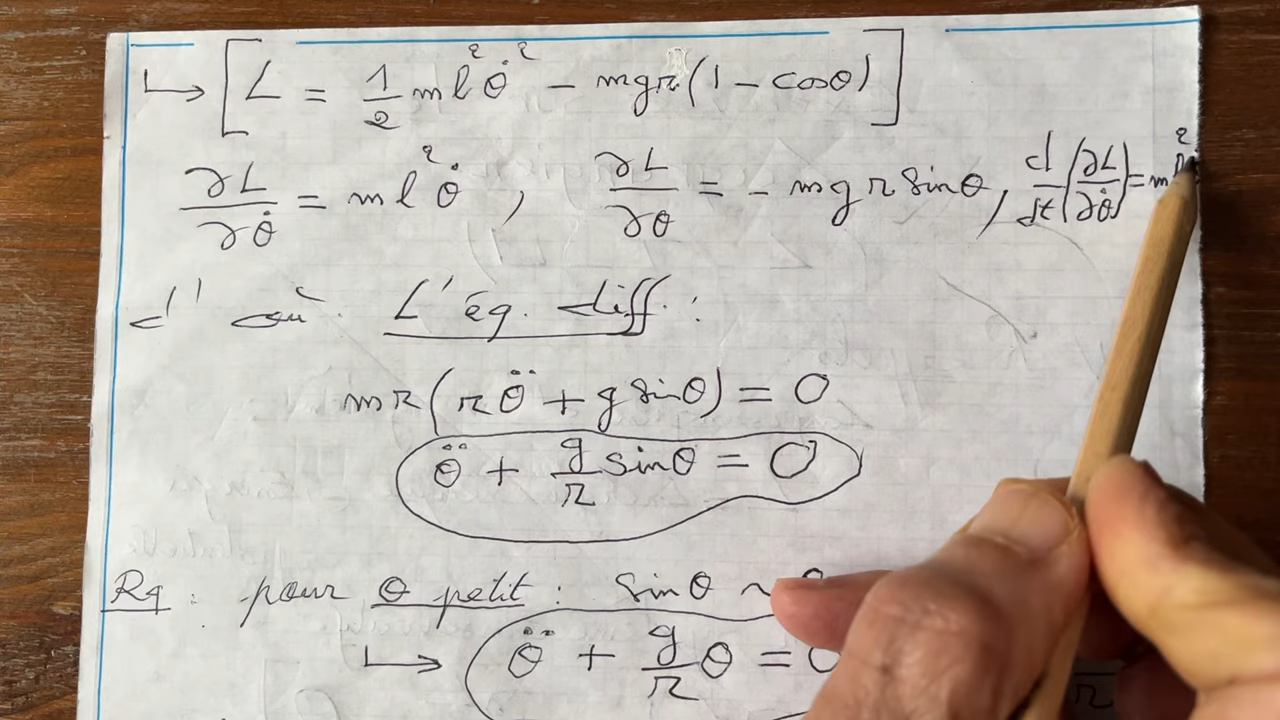 ↳ [L = 1/2 ml²θ̇² − mgr(1 − cosθ)]
∂L/∂θ̇ = ml²θ̇ , ∂L/∂θ = − mgr sinθ, d/dt(∂L/∂θ̇) = mr²
d'où L'éq. diff :
mr(rθ̈ + g sinθ) = 0
θ̈ + g/r sinθ = 0
Rq : pour θ petit : sinθ ~
↳ θ̈ + g/r θ = 0